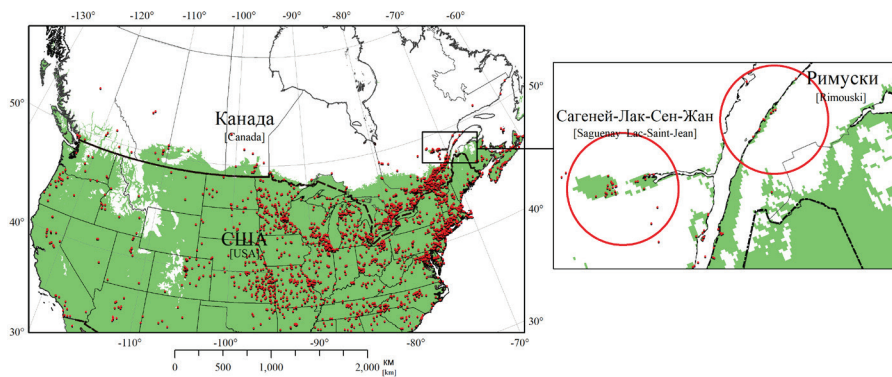 -130° -120° -110° -100° -90° -80° -70° -60°
50°
40°
30°
Канада
[Canada]
США
[USA]
50°
40°
30°
-110° -100° -90° -80° -70°
0 500 1,000 2,000 км
[km]
Римуски
[Rimouski]
Сагеней-Лак-Сен-Жан
[Saguenay Lac-Saint-Jean]